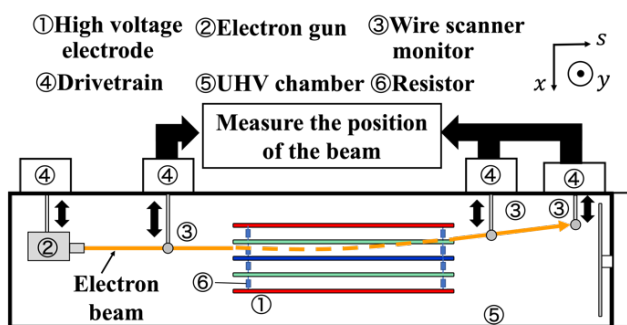 ①High voltage electrode ②Electron gun ③Wire scanner monitor
④Drivetrain ⑤UHV chamber ⑥Resistor
s
x
y
Measure the position
of the beam
④ ④ ④ ④
② ③ ③ ③
Electron
beam
⑥ ① ⑤